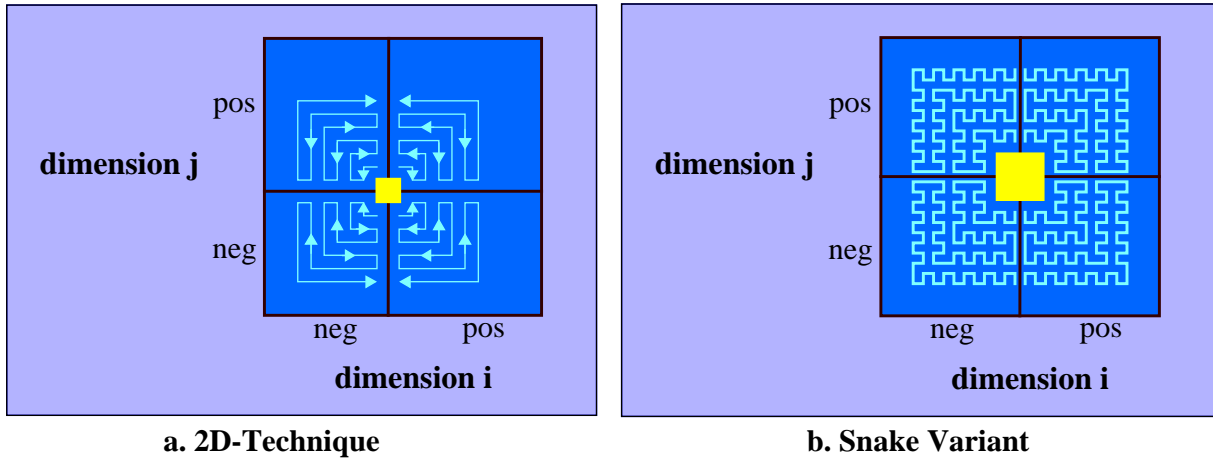 pos
dimension j
neg
neg pos
dimension i
a. 2D-Technique
pos
dimension j
neg
neg pos
dimension i
b. Snake Variant